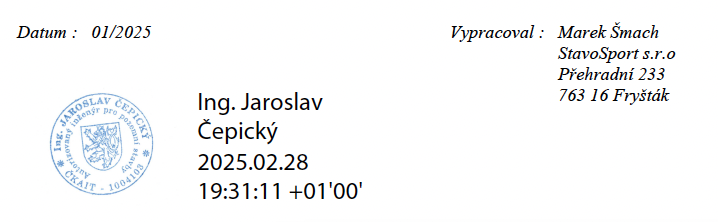 Datum : 01/2025
Vypracoval : Marek Šmach
StavoSport s.r.o
Přehradní 233
763 16 Fryšták
Ing. JAROSLAV ČEPICKÝ
Autorizovaný inženýr pro pozemní stavby
ČKAIT - 1004103
Ing. Jaroslav
Čepický
2025.02.28
19:31:11 +01'00'